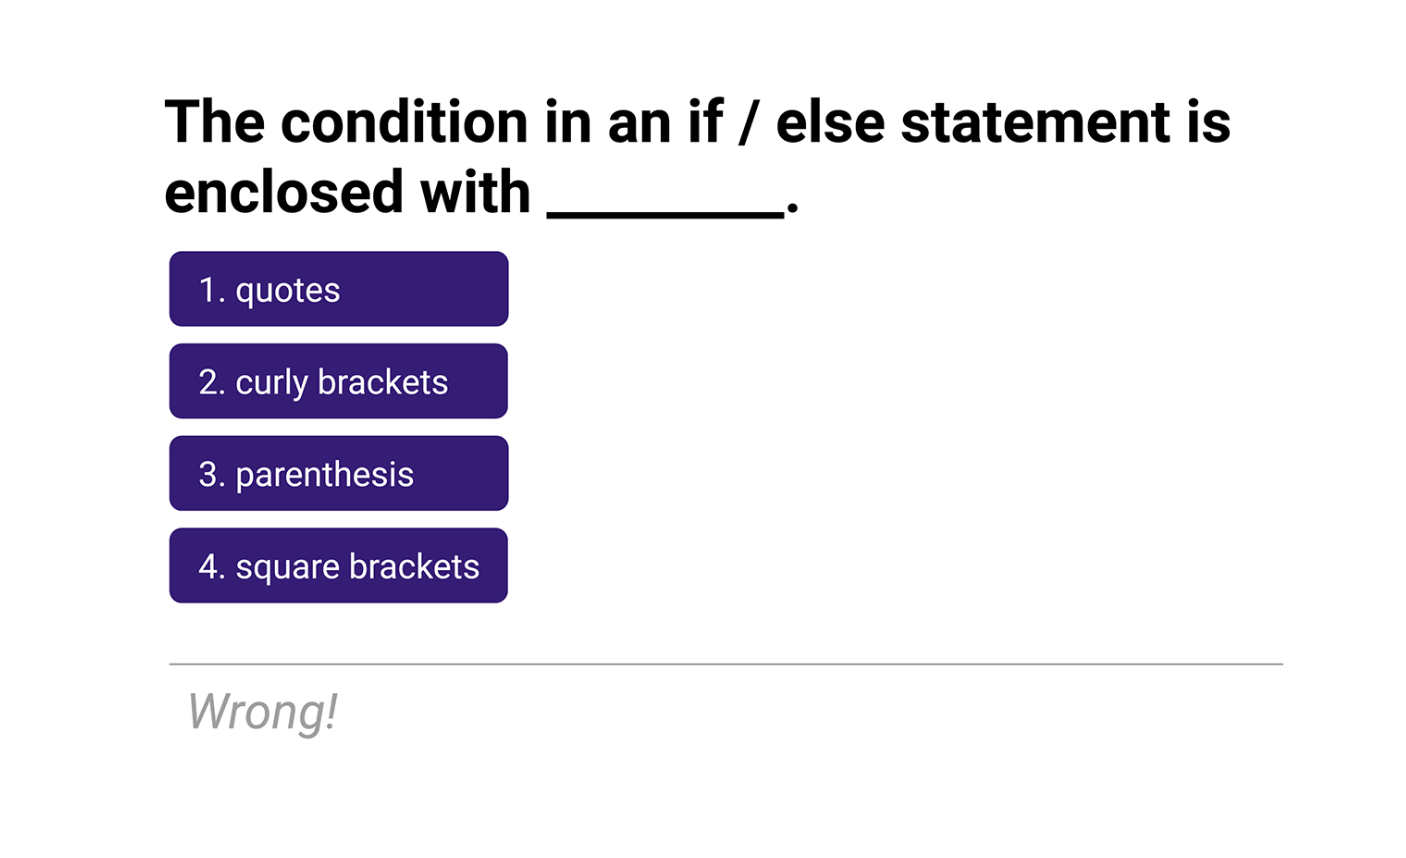 The condition in an if / else statement is
enclosed with ________.
1. quotes
2. curly brackets
3. parenthesis
4. square brackets
Wrong!